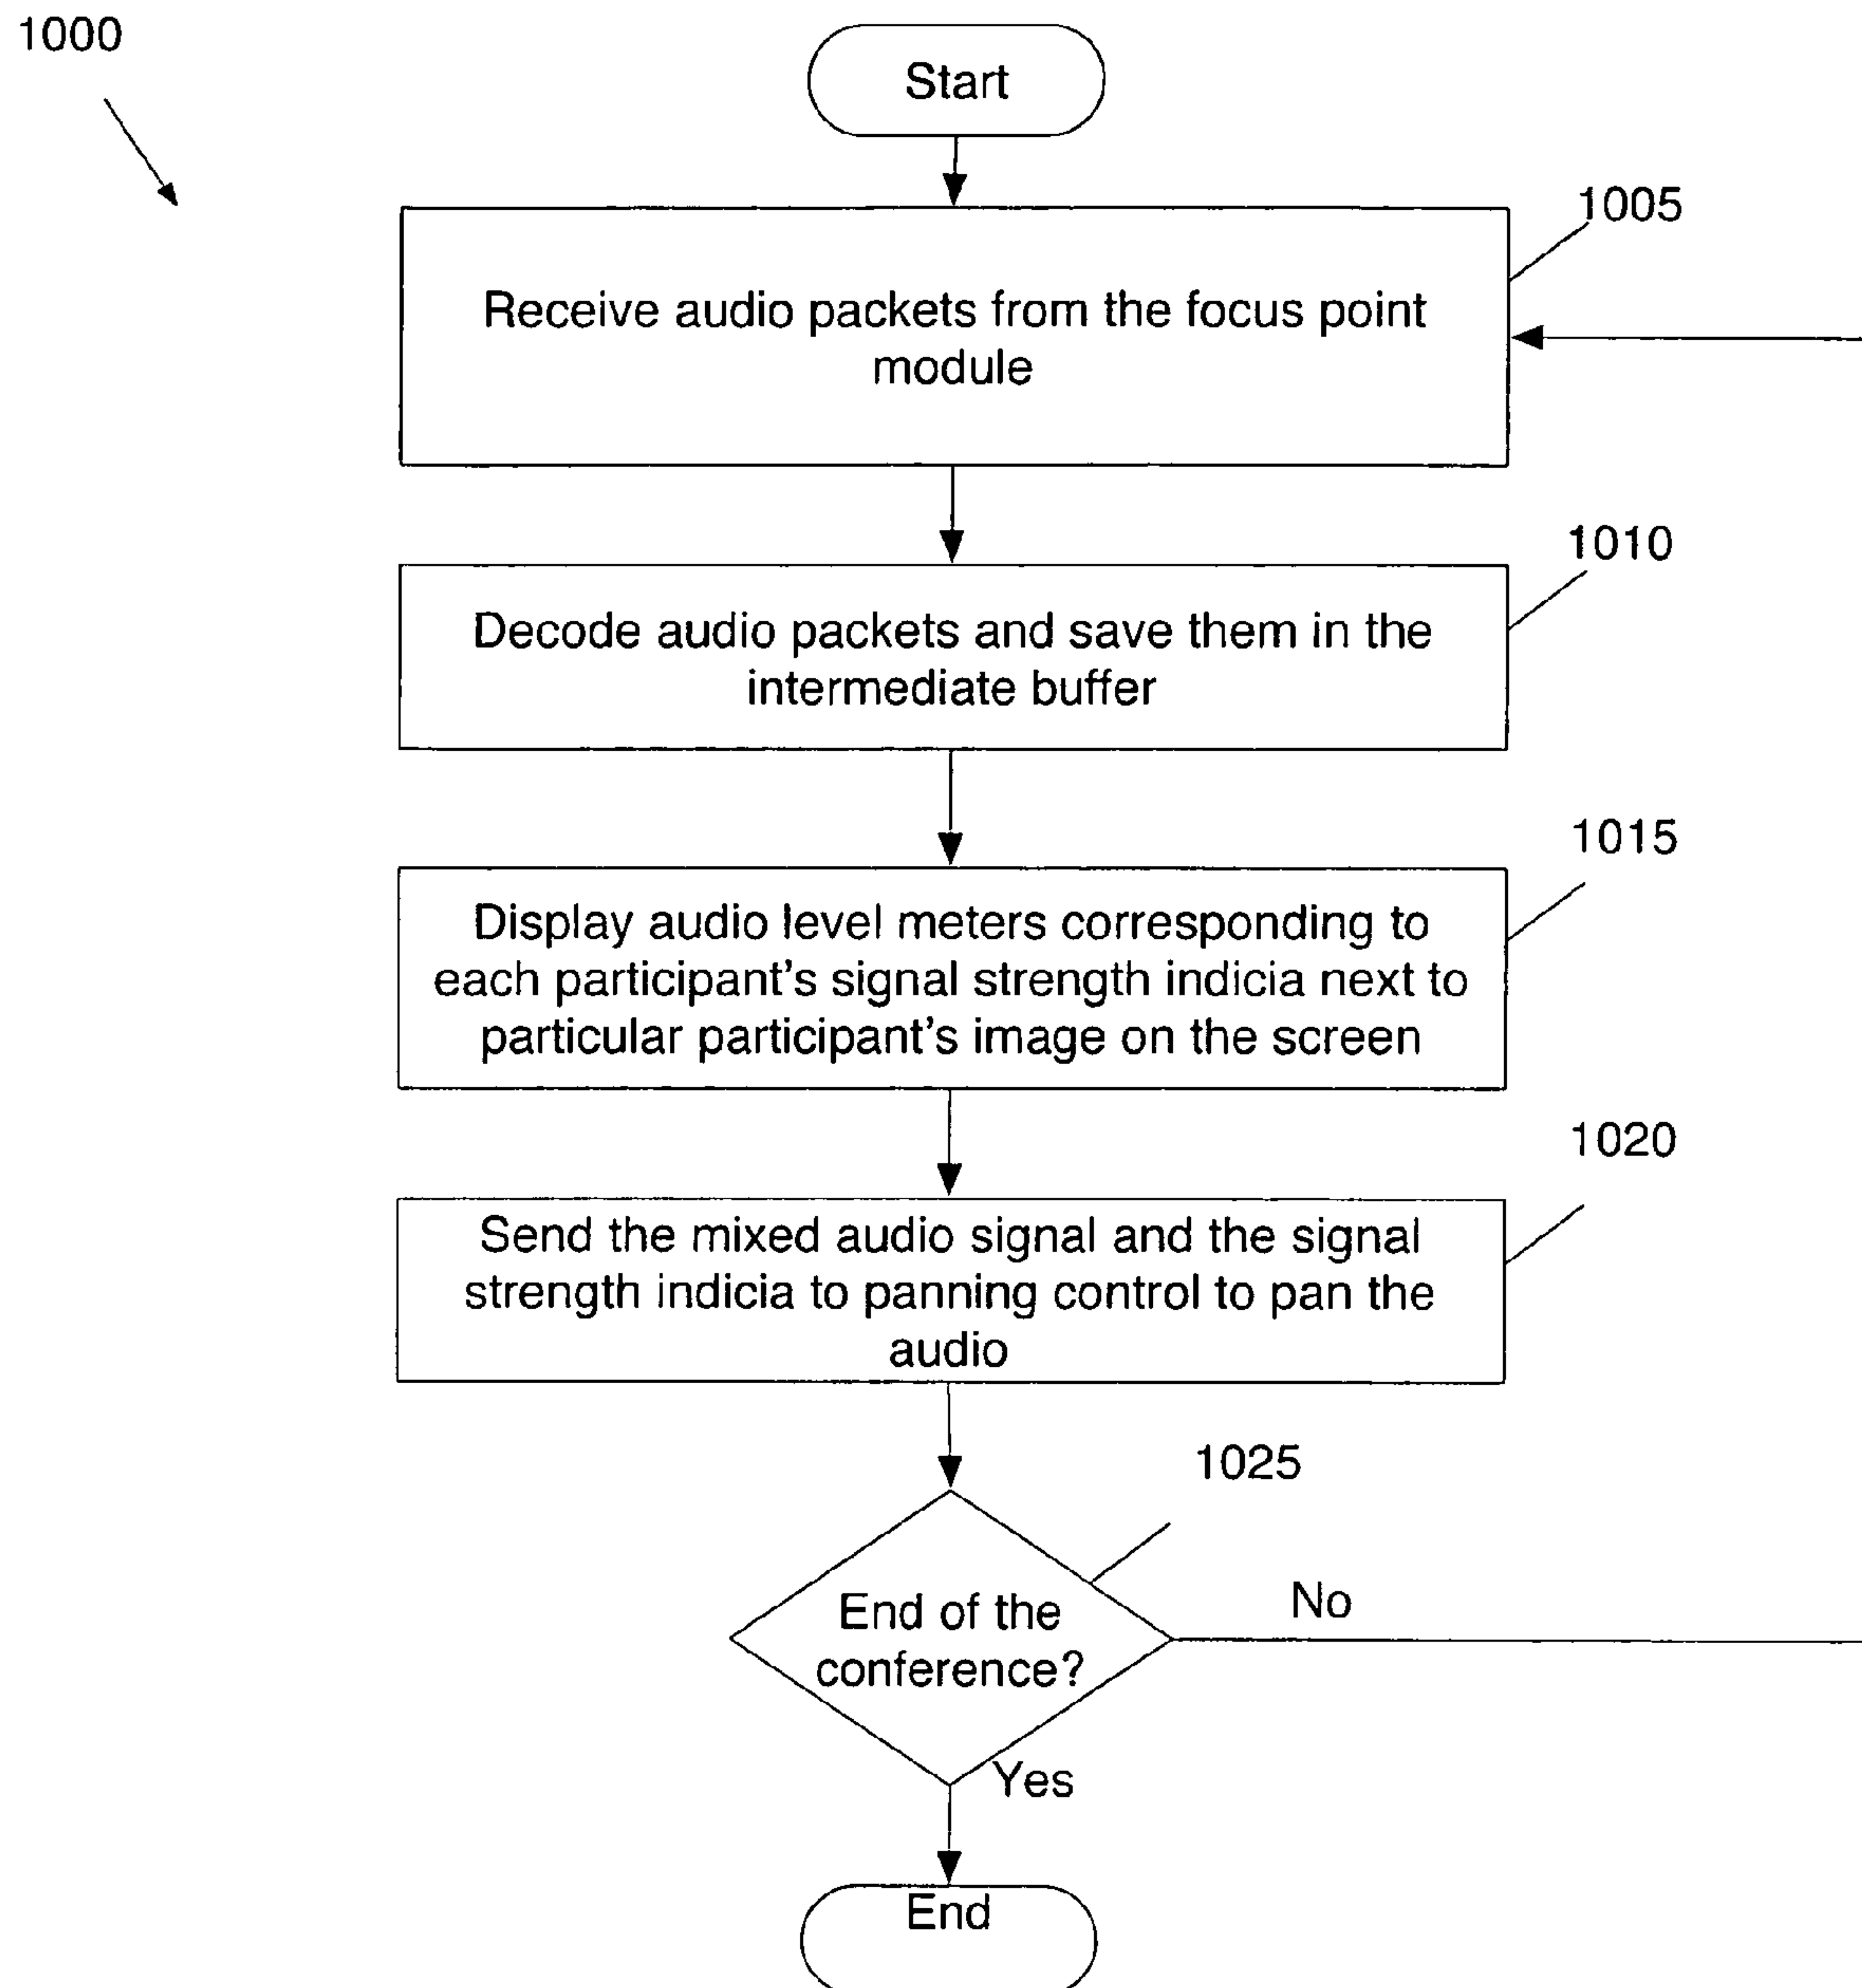 1000
Start
1005
Receive audio packets from the focus point
module
1010
Decode audio packets and save them in the
intermediate buffer
1015
Display audio level meters corresponding to
each participant's signal strength indicia next to
particular participant's image on the screen
1020
Send the mixed audio signal and the signal
strength indicia to panning control to pan the
audio
1025
End of the
conference?
No
Yes
End